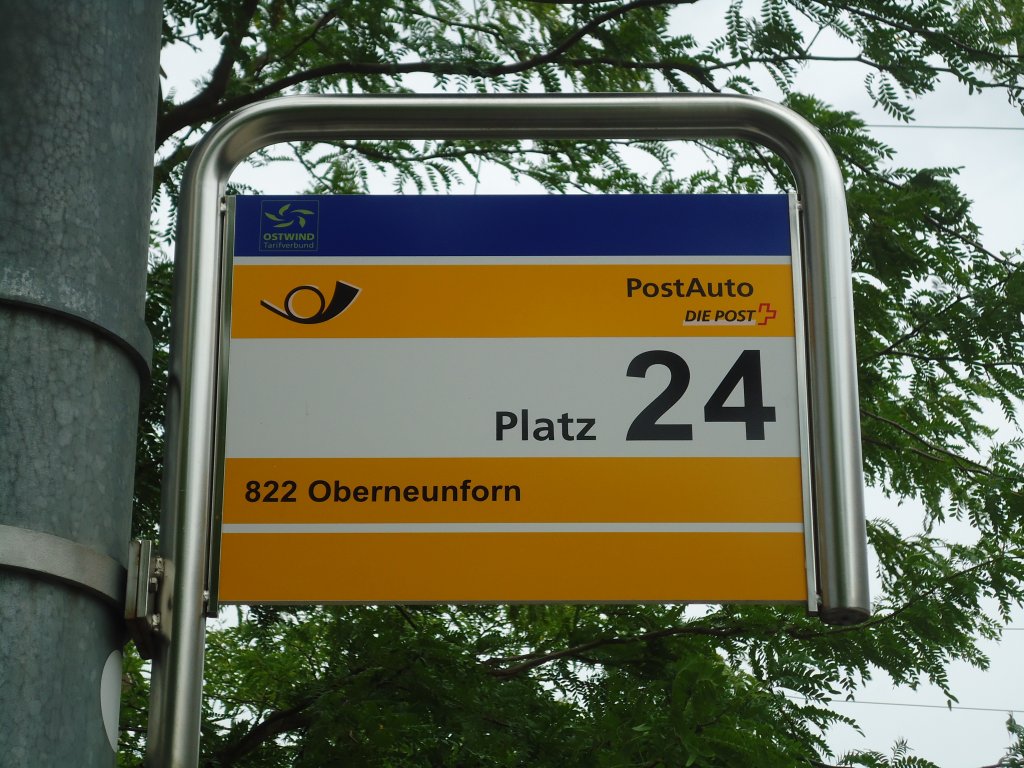 OSTWIND
Tarifverbund
PostAuto
DIE POST
Platz 24
822 Oberneunforn